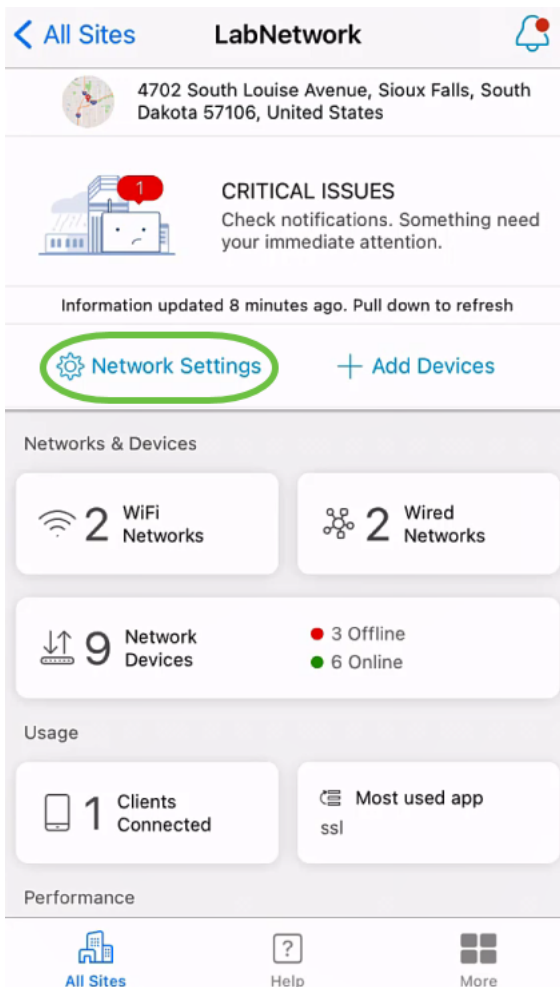 All Sites
LabNetwork
4702 South Louise Avenue, Sioux Falls, South
Dakota 57106, United States
1
CRITICAL ISSUES
Check notifications. Something need
your immediate attention.
Information updated 8 minutes ago. Pull down to refresh
Network Settings
Add Devices
Networks & Devices
2 WiFi
Networks
2 Wired
Networks
9 Network
Devices
3 Offline
6 Online
Usage
1 Clients
Connected
Most used app
ssl
Performance
All Sites
?
Help
More